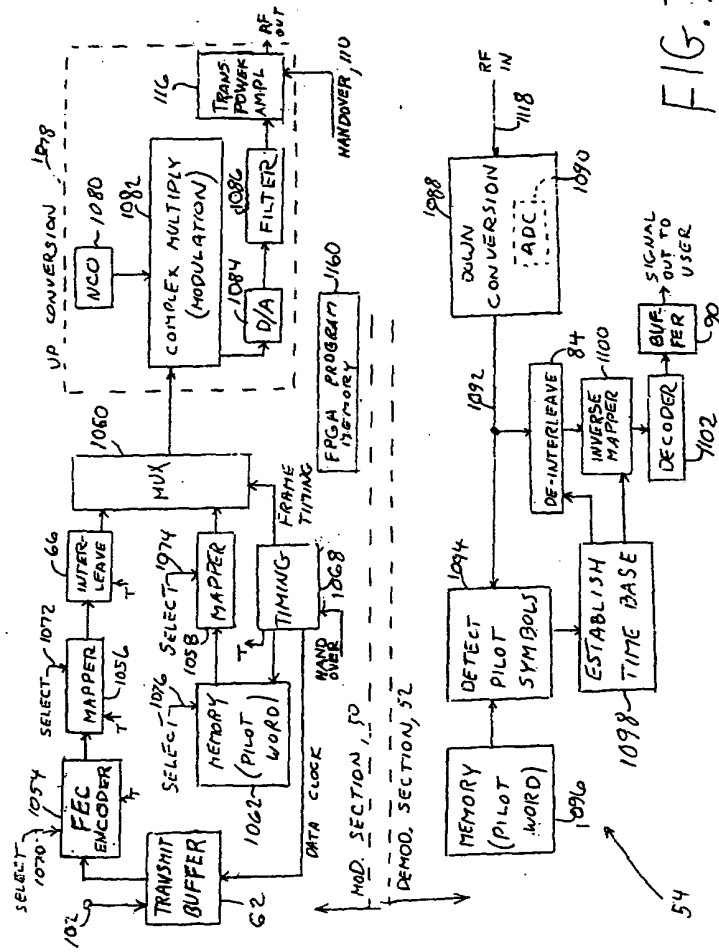 UP CONVERSION
1078
NCO
1080
COMPLEX MULTIPLY
(MODULATION)
1082
D/A
1084
FILTER
1086
116
TRANS.
POWER
AMPL
RF
OUT
HANDOVER, 110
FPGA PROGRAM
MEMORY
1160
SELECT
1070
1054
FEC
ENCODER
T
SELECT
1072
MAPPER
1056
T
INTER-
LEAVE
66
T
MUX
1060
102
TRANSMIT
BUFFER
62
SELECT
1076
MEMORY
(PILOT
WORD)
1062
SELECT
1074
MAPPER
1058
T
TIMING
1068
FRAME
TIMING
HAND
OVER
DATA CLOCK
MOD. SECTION, 50
DEMOD. SECTION, 52
MEMORY
(PILOT
WORD)
1096
DETECT
PILOT
SYMBOLS
1094
ESTABLISH
TIME BASE
1098
1092
DOWN
CONVERSION
1088
ADC
1090
RF
IN
1118
DE-INTERLEAVE
84
INVERSE
MAPPER
1100
DECODER
1102
BUF-
FER
90
SIGNAL
OUT TO
USER
54
FIG.